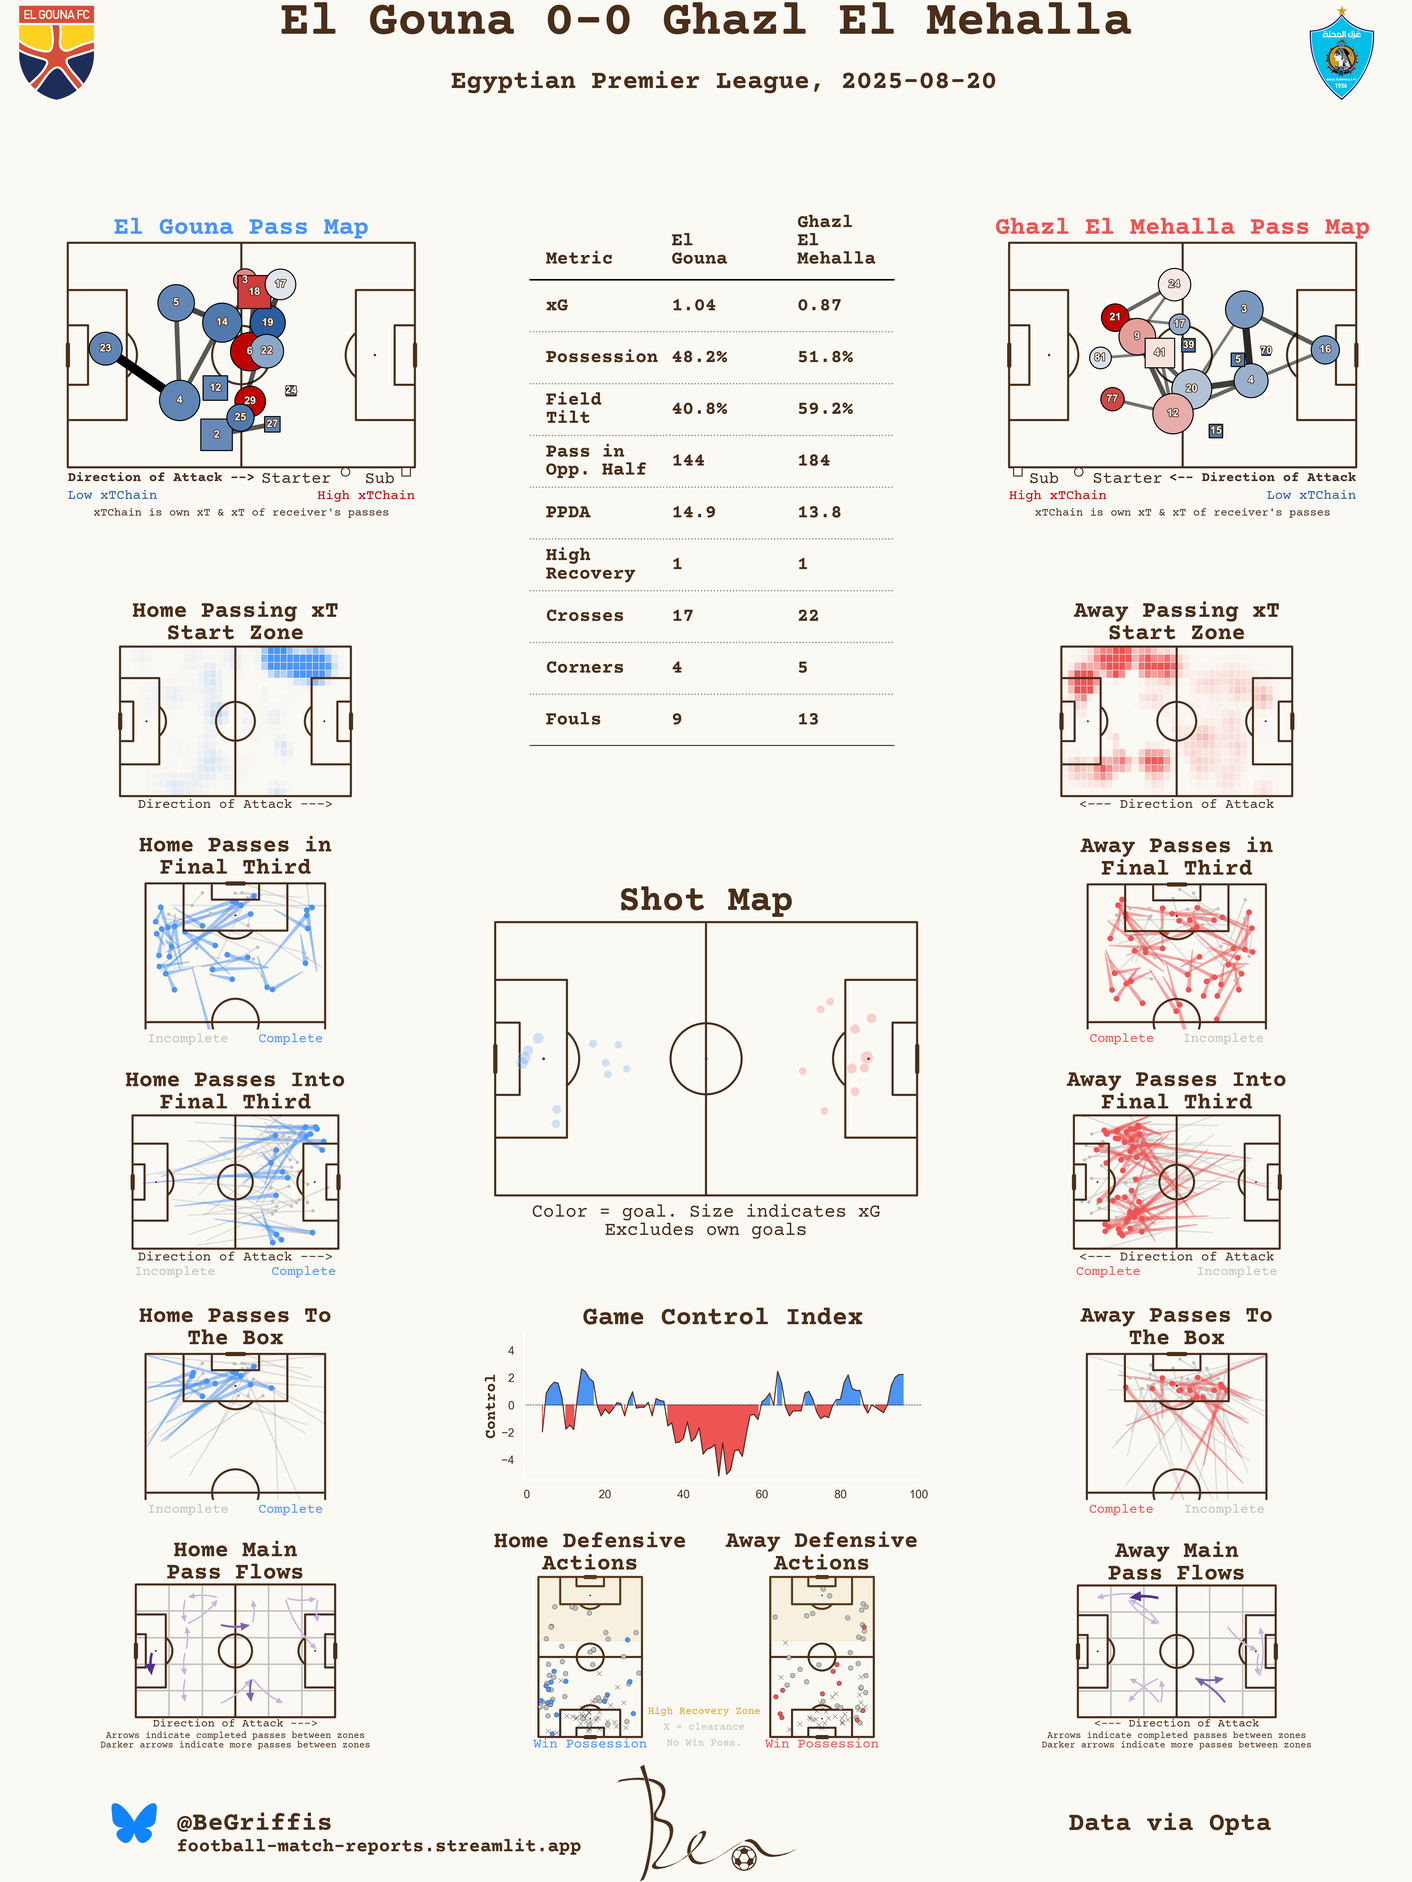 El Gouna 0-0 Ghazl El Mehalla
EL GOUNA FC
غزل المحلة
1936
Egyptian Premier League, 2025-08-20
El Gouna Pass Map
3
18
17
5
14
19
23
6
22
12
24
4
29
25
27
2
Direction of Attack --> Starter Sub
Low xTChain High xTChain
xTChain is own xT & xT of receiver's passes
Metric El Gouna Ghazl El Mehalla
xG 1.04 0.87
Possession 48.2% 51.8%
Field Tilt 40.8% 59.2%
Pass in Opp. Half 144 184
PPDA 14.9 13.8
High Recovery 1 1
Crosses 17 22
Corners 4 5
Fouls 9 13
Ghazl El Mehalla Pass Map
24
21
17
3
9
39
81
41
5
70
16
20
4
77
12
15
Sub Starter <-- Direction of Attack
High xTChain Low xTChain
xTChain is own xT & xT of receiver's passes
Home Passing xT
Start Zone
Direction of Attack --->
Away Passing xT
Start Zone
<--- Direction of Attack
Home Passes in
Final Third
Incomplete Complete
Away Passes in
Final Third
Complete Incomplete
Shot Map
Color = goal. Size indicates xG
Excludes own goals
Home Passes Into
Final Third
Direction of Attack --->
Incomplete Complete
Away Passes Into
Final Third
<--- Direction of Attack
Complete Incomplete
Home Passes To
The Box
Incomplete Complete
Game Control Index
Control
4
2
0
−2
−4
0 20 40 60 80 100
Away Passes To
The Box
Complete Incomplete
Home Main
Pass Flows
Direction of Attack --->
Arrows indicate completed passes between zones
Darker arrows indicate more passes between zones
Home Defensive
Actions
Win Possession
High Recovery Zone
X = clearance
No Win Poss.
Away Defensive
Actions
Win Possession
Away Main
Pass Flows
<--- Direction of Attack
Arrows indicate completed passes between zones
Darker arrows indicate more passes between zones
@BeGriffis
football-match-reports.streamlit.app
Ben
Data via Opta